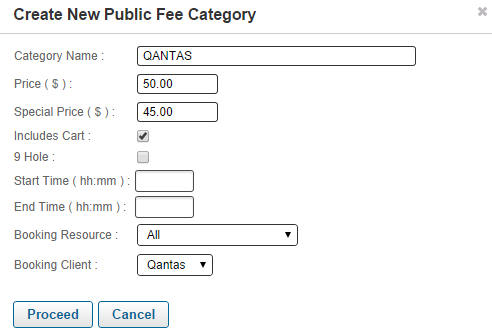 Create New Public Fee Category ×
Category Name : QANTAS
Price ( $ ) : 50.00
Special Price ( $ ) : 45.00
Includes Cart :
9 Hole :
Start Time ( hh:mm ) :
End Time ( hh:mm ) :
Booking Resource : All
Booking Client : Qantas
Proceed Cancel